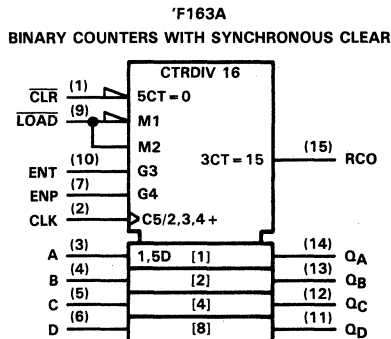 'F163A
BINARY COUNTERS WITH SYNCHRONOUS CLEAR
CTRDIV 16
CLR (1) 5CT=0
LOAD (9) M1
M2
3CT=15 (15) RCO
ENT (10) G3
ENP (7) G4
CLK (2) C5/2,3,4+
A (3) 1,5D [1] (14) QA
B (4) [2] (13) QB
C (5) [4] (12) QC
D (6) [8] (11) QD